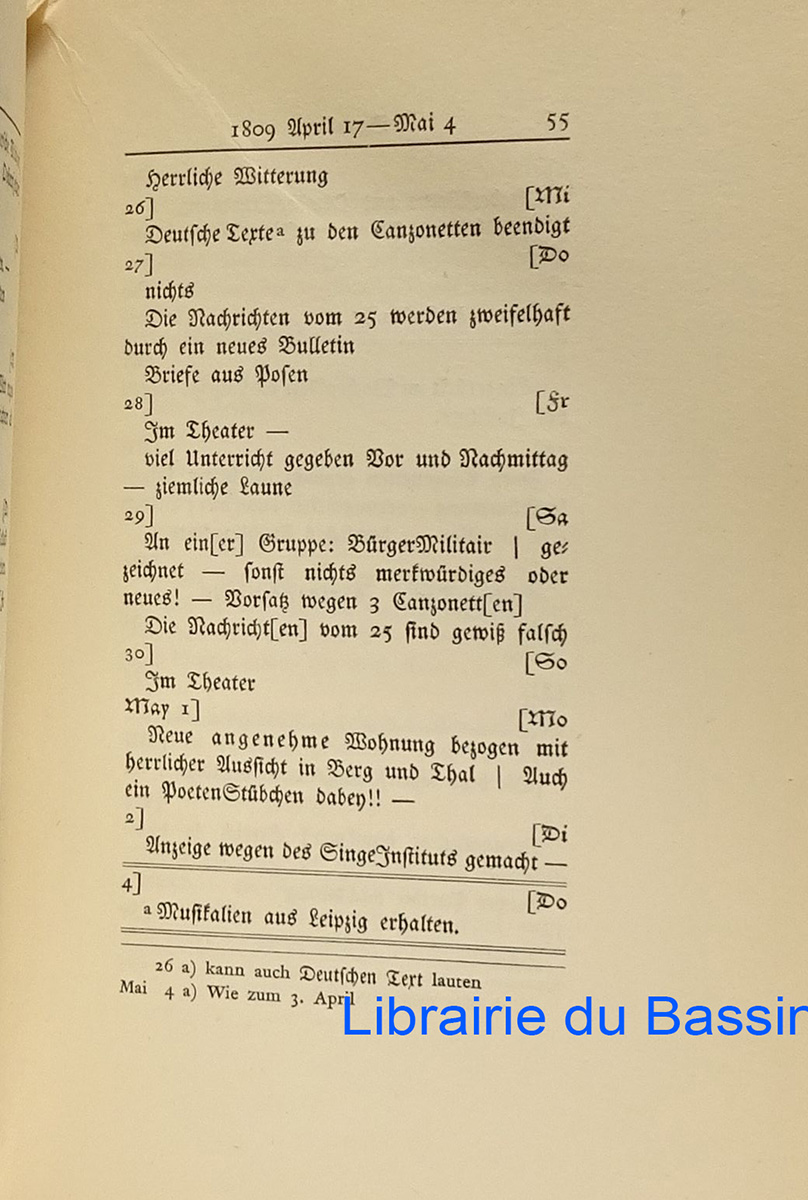 1809 April 17—Mai 4 55
Herrliche Witterung
26] [Mi
Deutſche Texteᵃ zu den Canzonetten beendigt
27] [Do
nichts
Die Nachrichten vom 25 werden zweifelhaft
durch ein neues Bulletin
Briefe aus Poſen
28] [Fr
Im Theater —
viel Unterricht gegeben Vor und Nachmittag
— ziemliche Laune
29] [Sa
An ein[er] Gruppe: BürgerMilitair | ge⸗
zeichnet — ſonſt nichts merkwürdiges oder
neues! — Vorſatz wegen 3 Canzonett[en]
Die Nachricht[en] vom 25 ſind gewiß falſch
30] [So
Im Theater
May 1] [Mo
Neue angenehme Wohnung bezogen mit
herrlicher Ausſicht in Berg und Thal | Auch
ein PoetenStübchen dabey!! —
2] [Di
Anzeige wegen des SingeInſtituts gemacht —
4] [Do
ᵃ Muſikalien aus Leipzig erhalten.
26 a) kann auch Deutſchen Text lauten
Mai 4 a) Wie zum 3. April
Librairie du Bassin